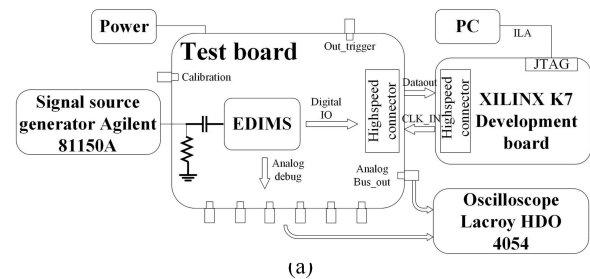 Power
Test board
Out_trigger
PC
ILA
JTAG
Calibration
Signal source
generator Agilent
81150A
EDIMS
Digital
IO
Highspeed
connector
Dataout
CLK_IN
Highspeed
connector
XILINX K7
Development
board
Analog
debug
Analog
Bus_out
Oscilloscope
Lacroy HDO
4054
(a)